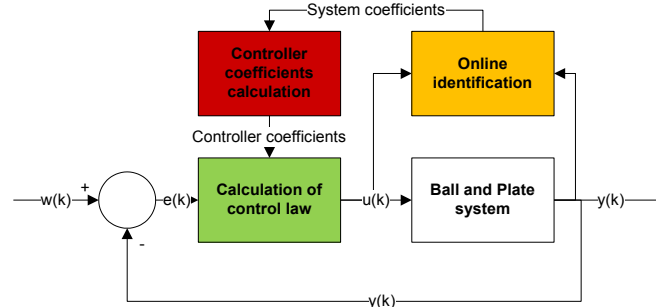 System coefficients
Controller
coefficients
calculation
Online
identification
Controller coefficients
w(k)
+
-
e(k)
Calculation of
control law
u(k)
Ball and Plate
system
y(k)
y(k)